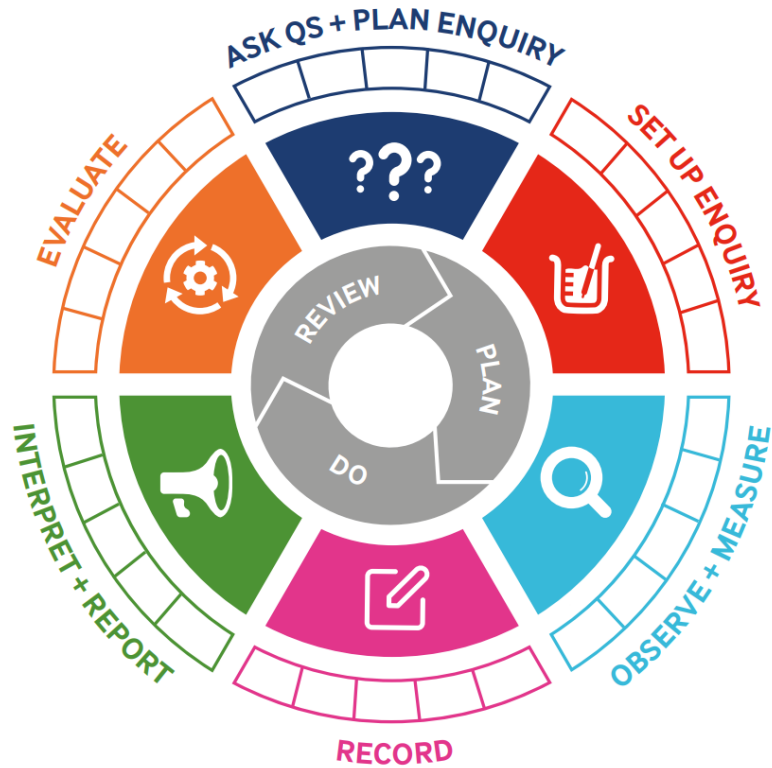 ASK QS + PLAN ENQUIRY
SET UP ENQUIRY
OBSERVE + MEASURE
RECORD
INTERPRET + REPORT
EVALUATE
???
REVIEW
PLAN
DO